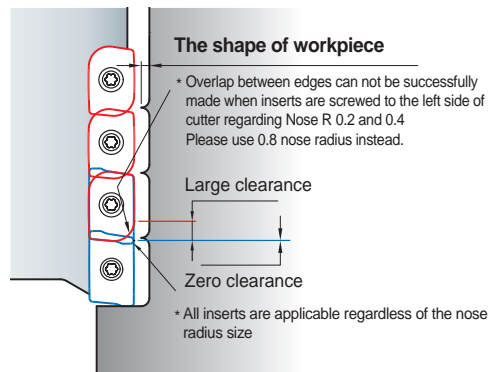 The shape of workpiece
* Overlap between edges can not be successfully
made when inserts are screwed to the left side of
cutter regarding Nose R 0.2 and 0.4
Please use 0.8 nose radius instead.
Large clearance
Zero clearance
* All inserts are applicable regardless of the nose
radius size